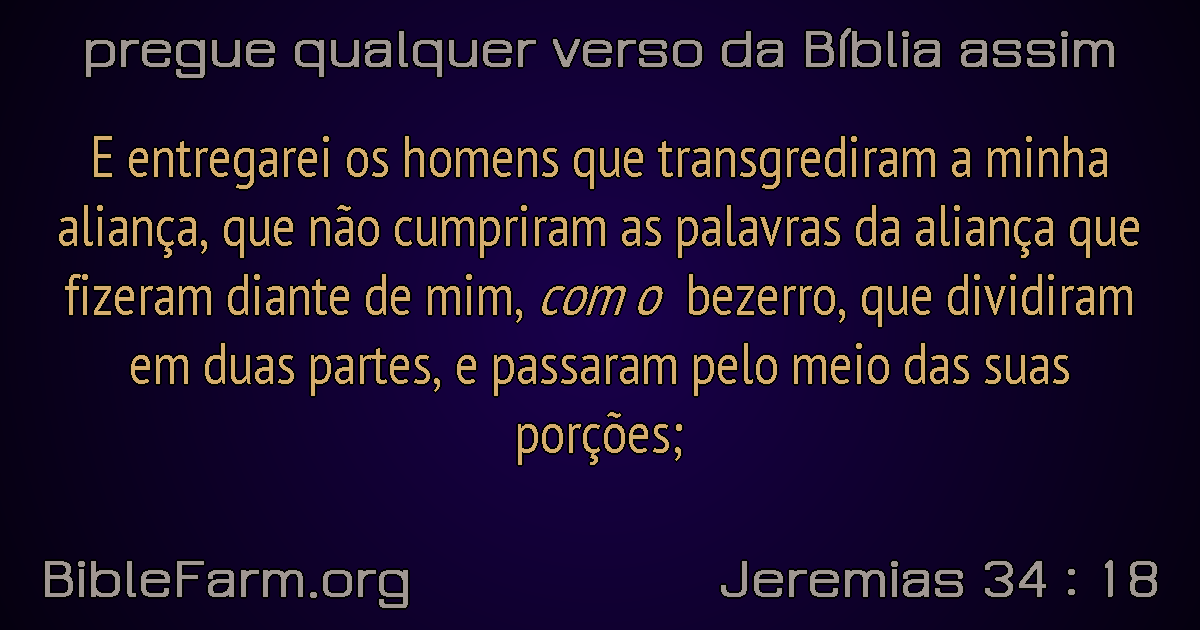 pregue qualquer verso da Bíblia assim
E entregarei os homens que transgrediram a minha
aliança, que não cumpriram as palavras da aliança que
fizeram diante de mim, com o bezerro, que dividiram
em duas partes, e passaram pelo meio das suas
porções;
BibleFarm.org
Jeremias 34 : 18